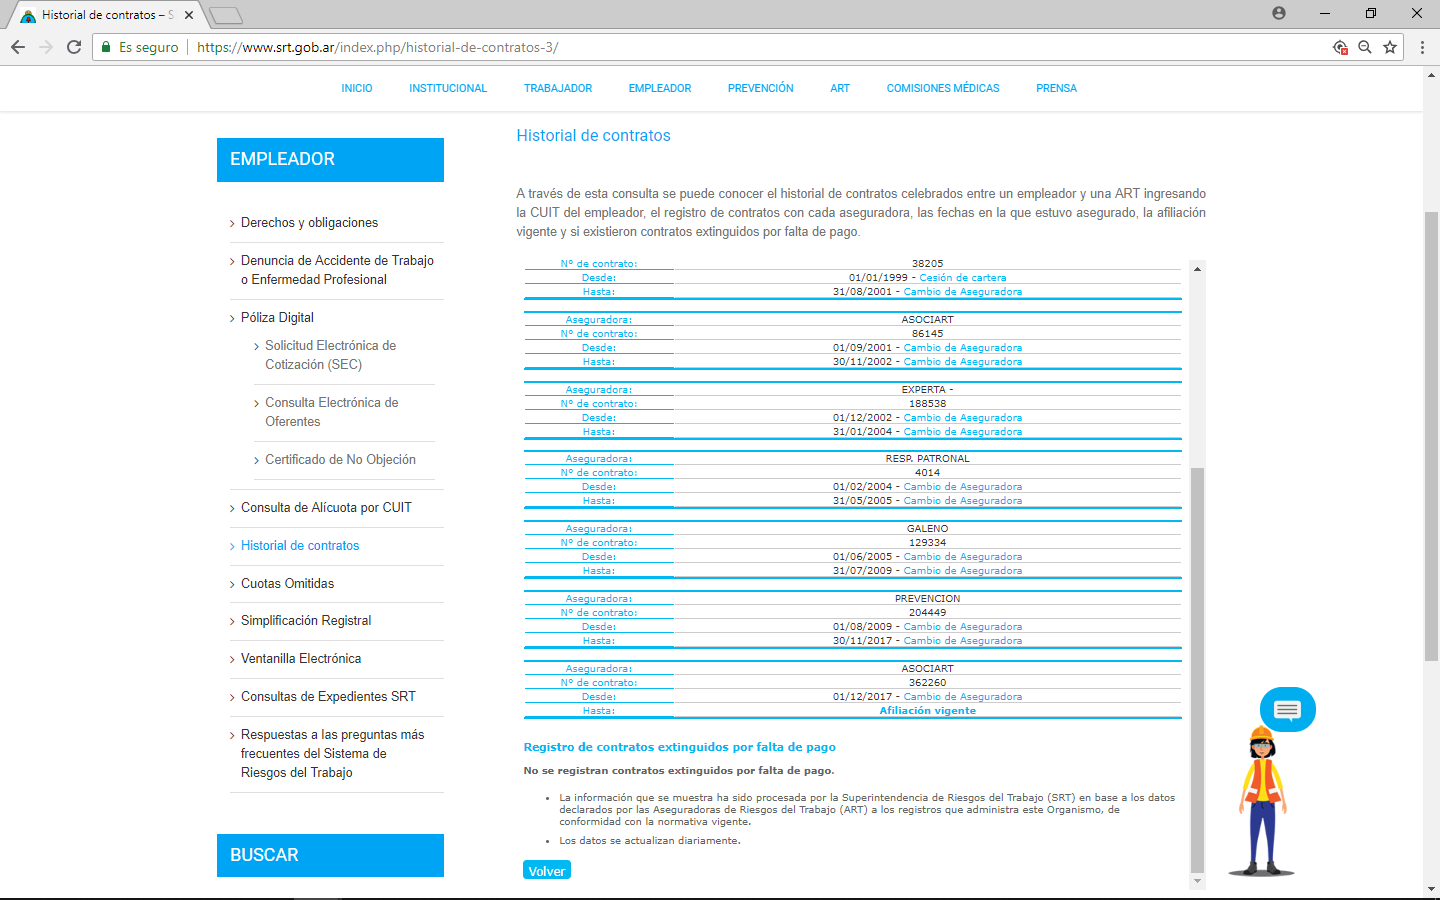 Historial de contratos – S
Es seguro
https://www.srt.gob.ar/index.php/historial-de-contratos-3/
INICIO INSTITUCIONAL TRABAJADOR EMPLEADOR PREVENCIÓN ART COMISIONES MÉDICAS PRENSA
EMPLEADOR
Derechos y obligaciones
Denuncia de Accidente de Trabajo
o Enfermedad Profesional
Póliza Digital
Solicitud Electrónica de
Cotización (SEC)
Consulta Electrónica de
Oferentes
Certificado de No Objeción
Consulta de Alícuota por CUIT
Historial de contratos
Cuotas Omitidas
Simplificación Registral
Ventanilla Electrónica
Consultas de Expedientes SRT
Respuestas a las preguntas más
frecuentes del Sistema de
Riesgos del Trabajo
BUSCAR
Historial de contratos
A través de esta consulta se puede conocer el historial de contratos celebrados entre un empleador y una ART ingresando
la CUIT del empleador, el registro de contratos con cada aseguradora, las fechas en la que estuvo asegurado, la afiliación
vigente y si existieron contratos extinguidos por falta de pago.
Nº de contrato: 38205
Desde: 01/01/1999 - Cesión de cartera
Hasta: 31/08/2001 - Cambio de Aseguradora
Aseguradora: ASOCIART
Nº de contrato: 86145
Desde: 01/09/2001 - Cambio de Aseguradora
Hasta: 30/11/2002 - Cambio de Aseguradora
Aseguradora: EXPERTA -
Nº de contrato: 188538
Desde: 01/12/2002 - Cambio de Aseguradora
Hasta: 31/01/2004 - Cambio de Aseguradora
Aseguradora: RESP. PATRONAL
Nº de contrato: 4014
Desde: 01/02/2004 - Cambio de Aseguradora
Hasta: 31/05/2005 - Cambio de Aseguradora
Aseguradora: GALENO
Nº de contrato: 129334
Desde: 01/06/2005 - Cambio de Aseguradora
Hasta: 31/07/2009 - Cambio de Aseguradora
Aseguradora: PREVENCION
Nº de contrato: 204449
Desde: 01/08/2009 - Cambio de Aseguradora
Hasta: 30/11/2017 - Cambio de Aseguradora
Aseguradora: ASOCIART
Nº de contrato: 362260
Desde: 01/12/2017 - Cambio de Aseguradora
Hasta: Afiliación vigente
Registro de contratos extinguidos por falta de pago
No se registran contratos extinguidos por falta de pago.
• La información que se muestra ha sido procesada por la Superintendencia de Riesgos del Trabajo (SRT) en base a los datos
declarados por las Aseguradoras de Riesgos del Trabajo (ART) a los registros que administra este Organismo, de
conformidad con la normativa vigente.
• Los datos se actualizan diariamente.
Volver